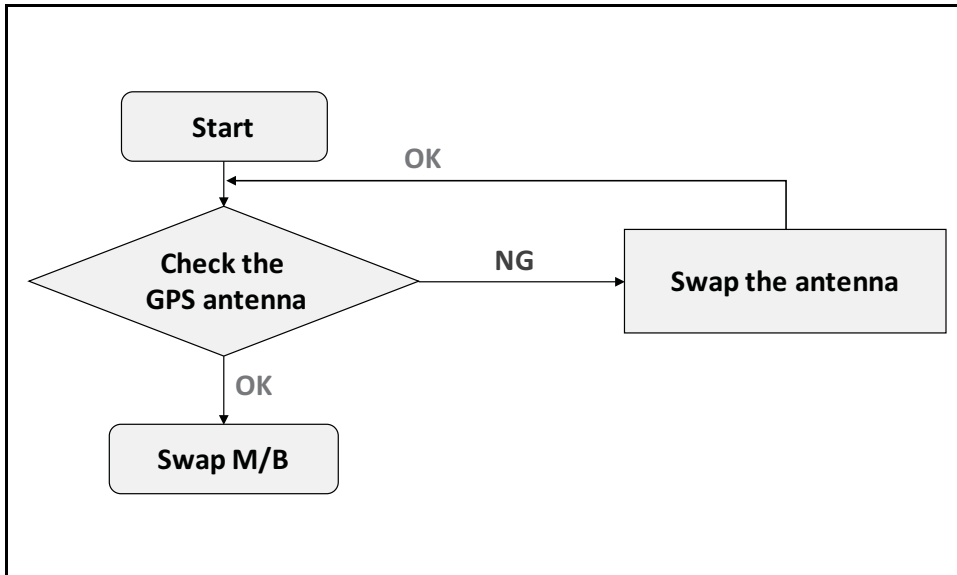 Start
OK
Check the
GPS antenna
NG
Swap the antenna
OK
Swap M/B